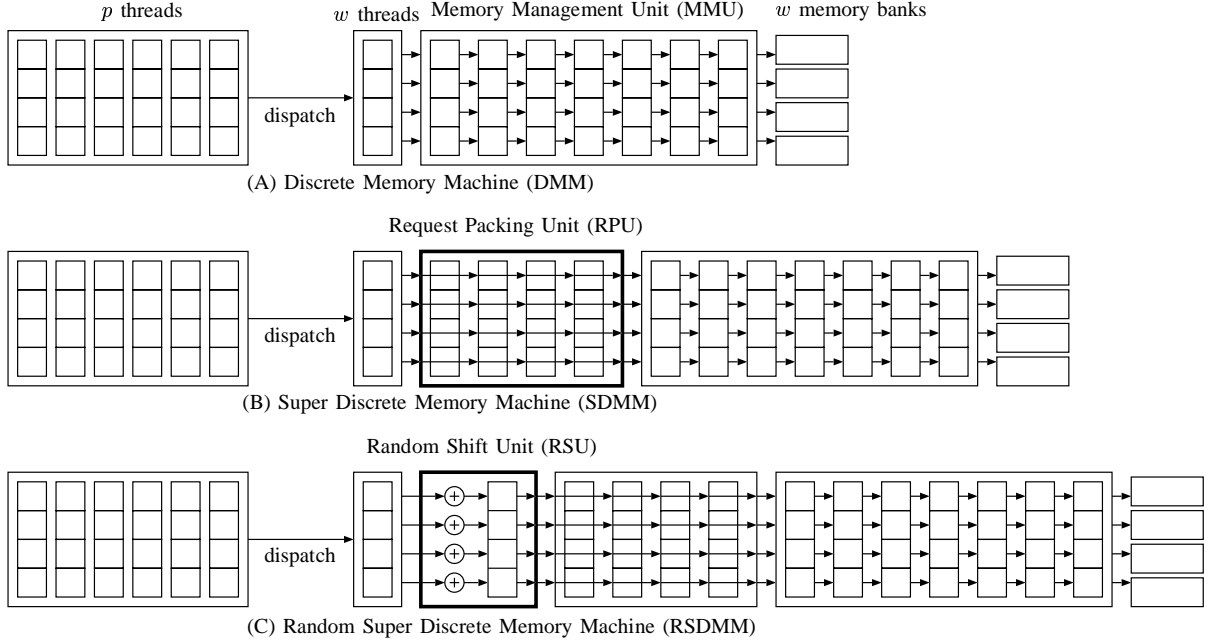 p threads
w threads
Memory Management Unit (MMU)
w memory banks
dispatch
(A) Discrete Memory Machine (DMM)
Request Packing Unit (RPU)
dispatch
(B) Super Discrete Memory Machine (SDMM)
Random Shift Unit (RSU)
+
+
+
+
dispatch
(C) Random Super Discrete Memory Machine (RSDMM)